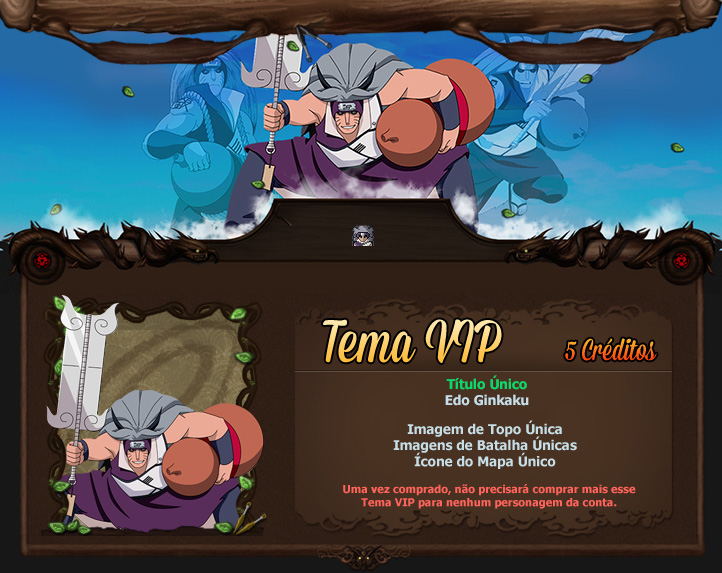 Tema VIP
5 Créditos
Título Único
Edo Ginkaku
Imagem de Topo Única
Imagens de Batalha Únicas
Ícone do Mapa Único
Uma vez comprado, não precisará comprar mais esse
Tema VIP para nenhum personagem da conta.